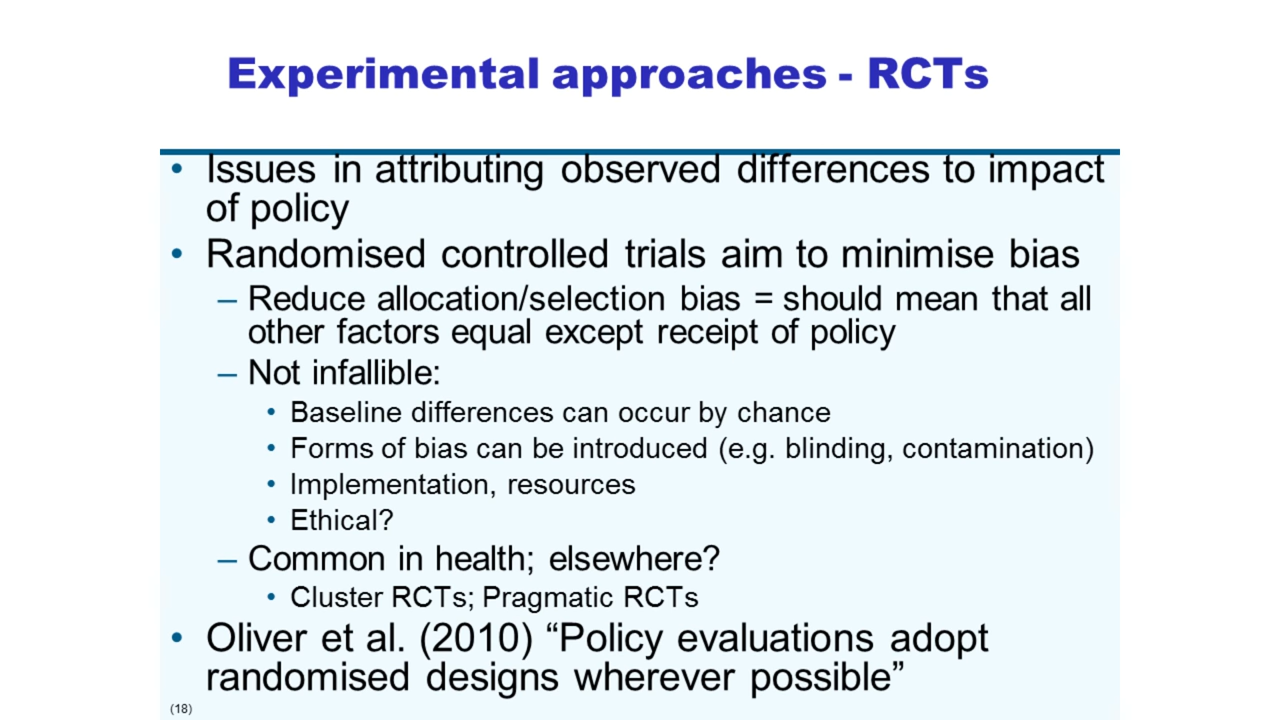 Experimental approaches - RCTs
• Issues in attributing observed differences to impact
of policy
• Randomised controlled trials aim to minimise bias
– Reduce allocation/selection bias = should mean that all
other factors equal except receipt of policy
– Not infallible:
• Baseline differences can occur by chance
• Forms of bias can be introduced (e.g. blinding, contamination)
• Implementation, resources
• Ethical?
– Common in health; elsewhere?
• Cluster RCTs; Pragmatic RCTs
• Oliver et al. (2010) “Policy evaluations adopt
randomised designs wherever possible”
(18)